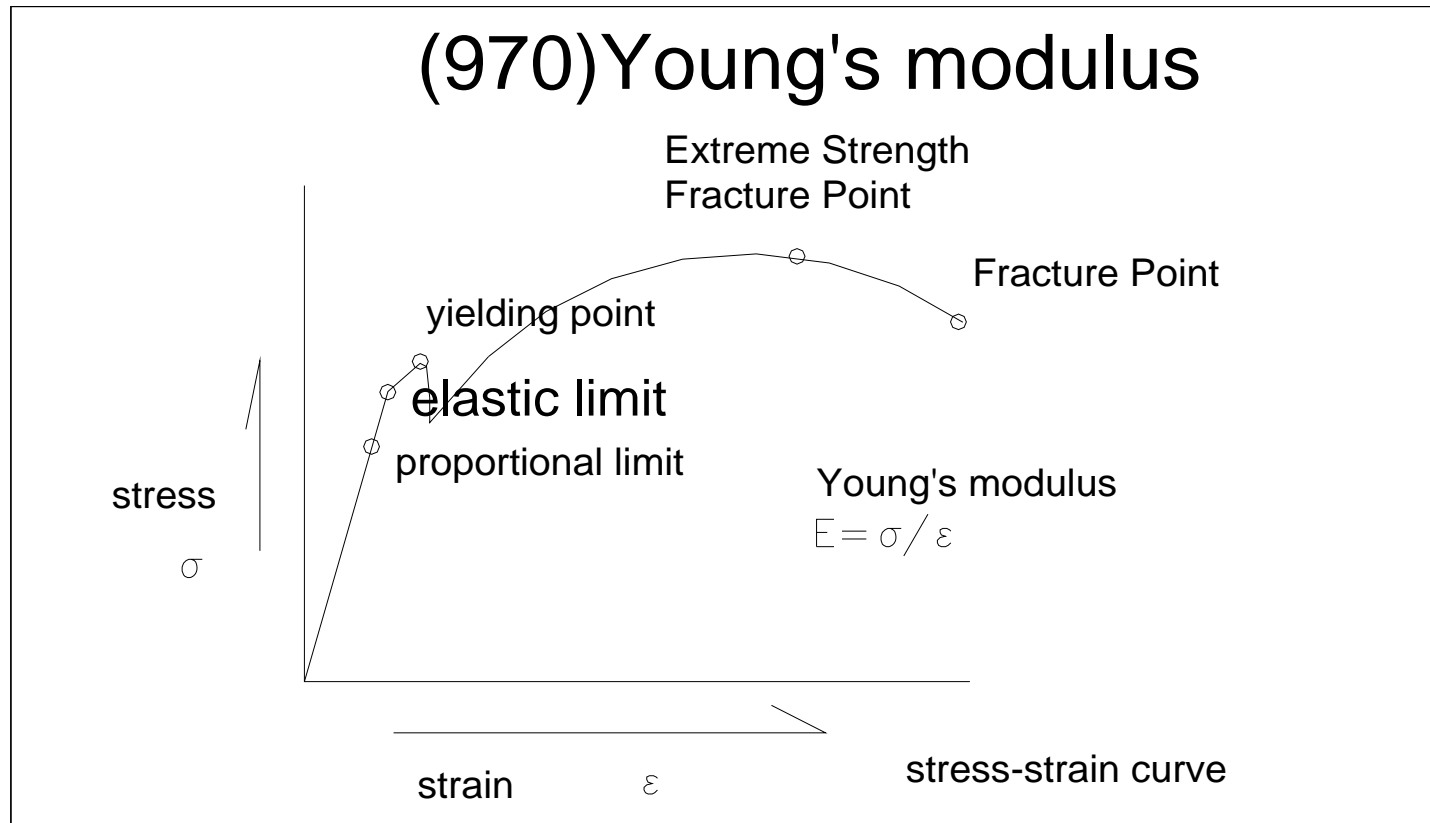 (970)Young's modulus
Extreme Strength
Fracture Point
Fracture Point
yielding point
elastic limit
proportional limit
stress
σ
Young's modulus
E=σ/ε
strain ε
stress-strain curve